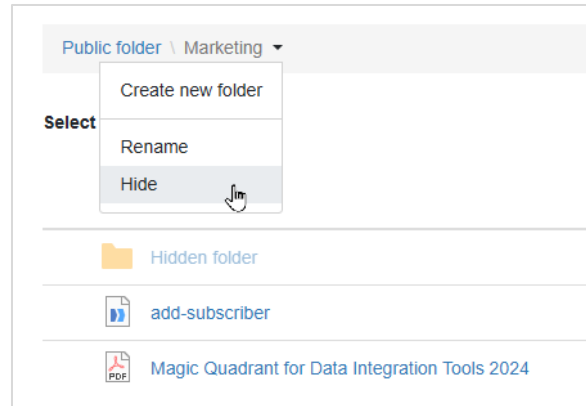 Public folder \ Marketing
Create new folder
Select
Rename
Hide
Hidden folder
add-subscriber
PDF
Magic Quadrant for Data Integration Tools 2024